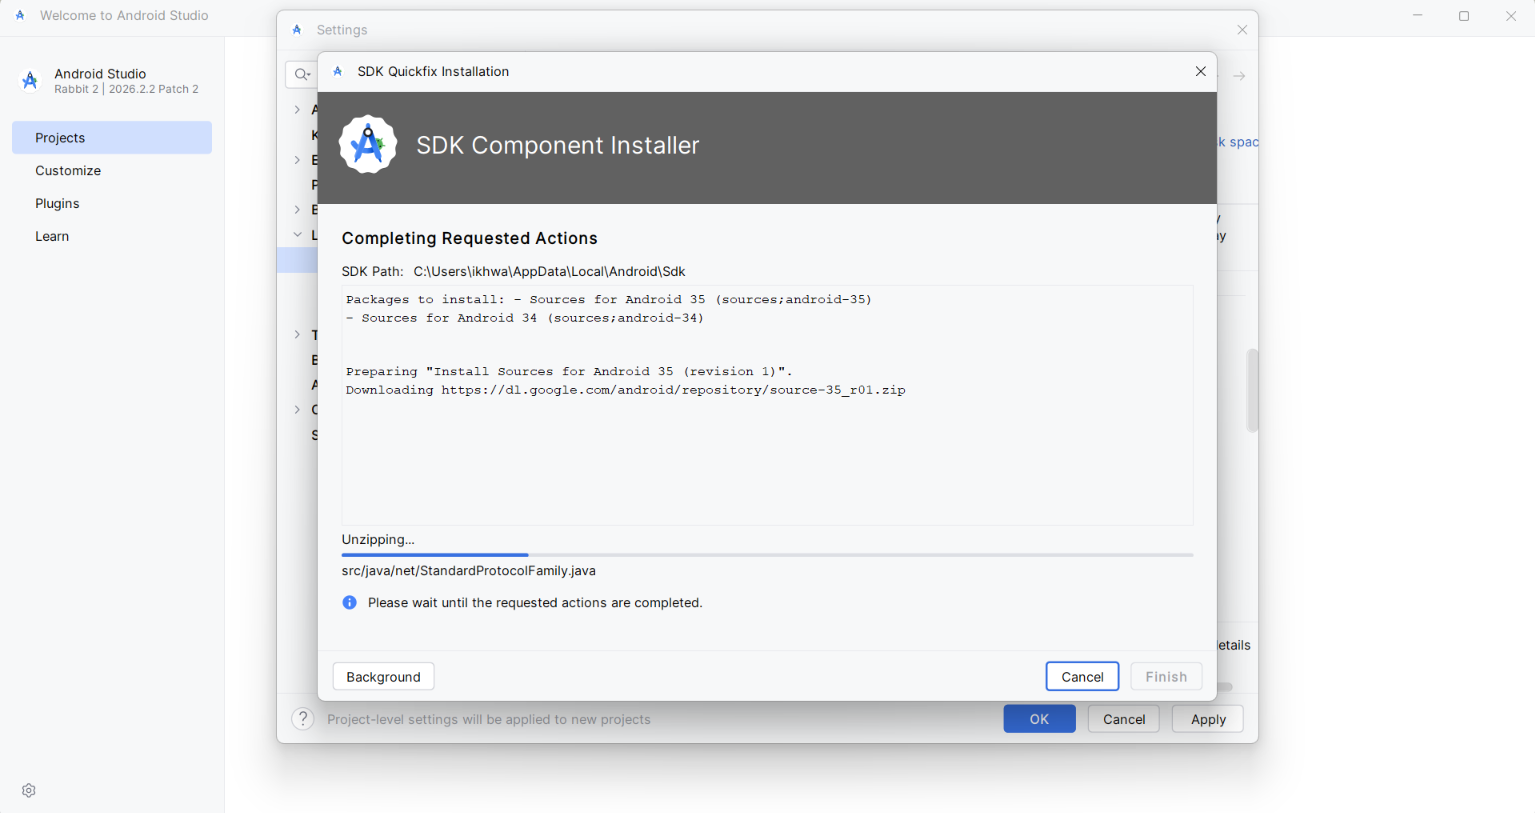 Welcome to Android Studio
Android Studio
Rabbit 2 | 2026.2.2 Patch 2
Projects
Customize
Plugins
Learn
Settings
SDK Quickfix Installation
SDK Component Installer
Completing Requested Actions
SDK Path: C:\Users\ikhwa\AppData\Local\Android\Sdk
Packages to install: - Sources for Android 35 (sources;android-35)
- Sources for Android 34 (sources;android-34)
Preparing "Install Sources for Android 35 (revision 1)".
Downloading https://dl.google.com/android/repository/source-35_r01.zip
Unzipping...
src/java/net/StandardProtocolFamily.java
Please wait until the requested actions are completed.
Background
Cancel
Finish
? Project-level settings will be applied to new projects
OK
Cancel
Apply